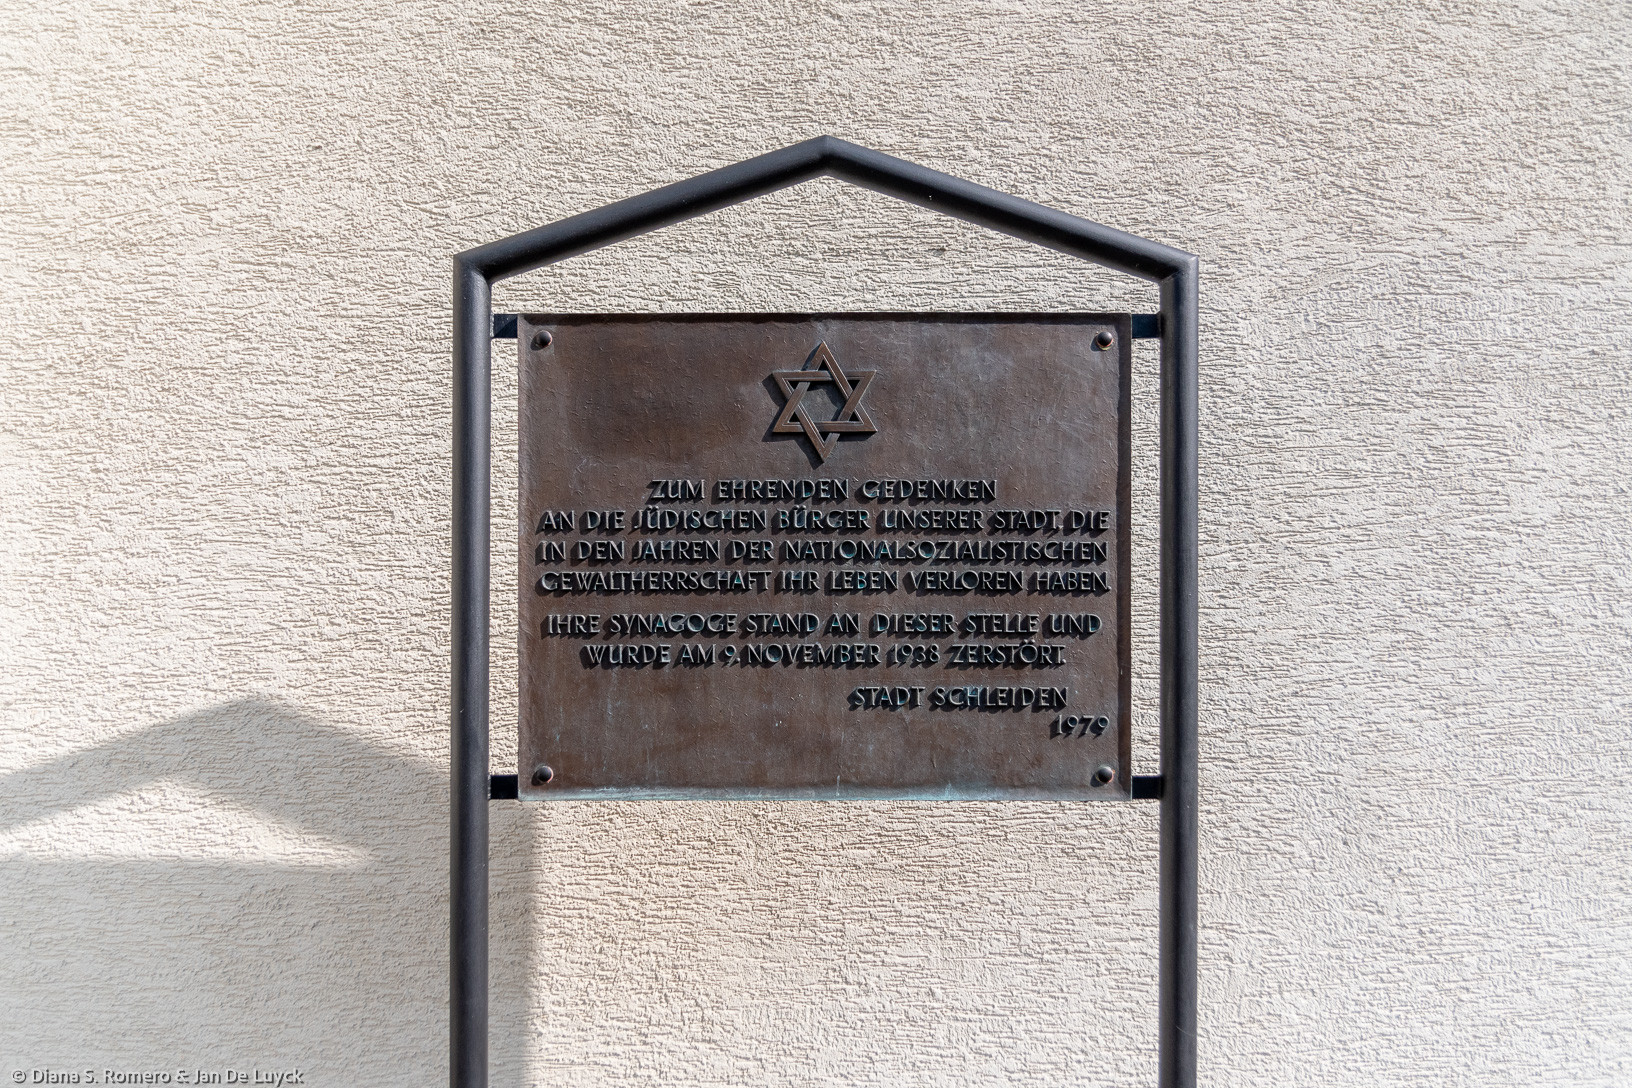 ZUM EHRENDEN GEDENKEN
AN DIE JÜDISCHEN BÜRGER UNSERER STADT, DIE
IN DEN JAHREN DER NATIONALSOZIALISTISCHEN
GEWALTHERRSCHAFT IHR LEBEN VERLOREN HABEN.
IHRE SYNAGOGE STAND AN DIESER STELLE UND
WURDE AM 9. NOVEMBER 1938 ZERSTÖRT.
STADT SCHLEIDEN
1979
© Diana S. Romero & Jan De Luyck